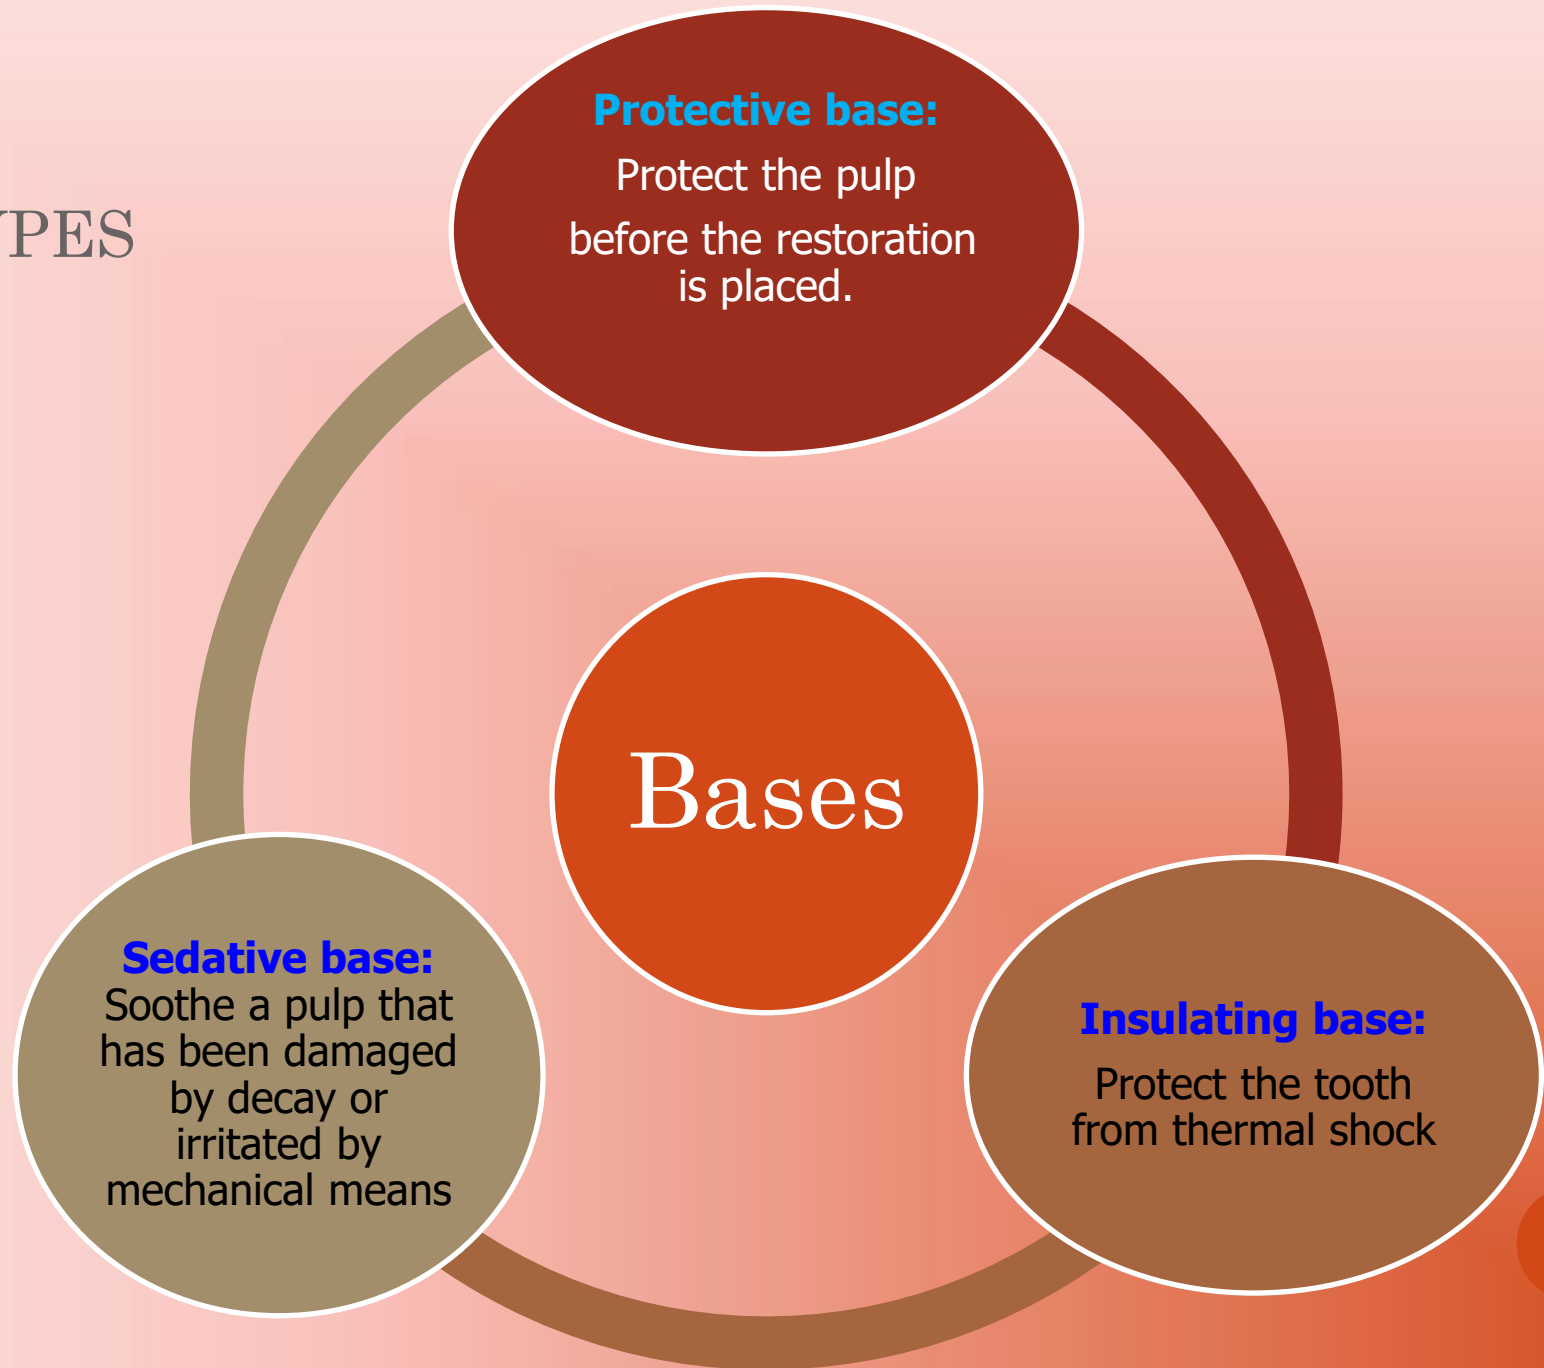 YPES
Protective base:
Protect the pulp
before the restoration
is placed.
Bases
Sedative base:
Soothe a pulp that
has been damaged
by decay or
irritated by
mechanical means
Insulating base:
Protect the tooth
from thermal shock